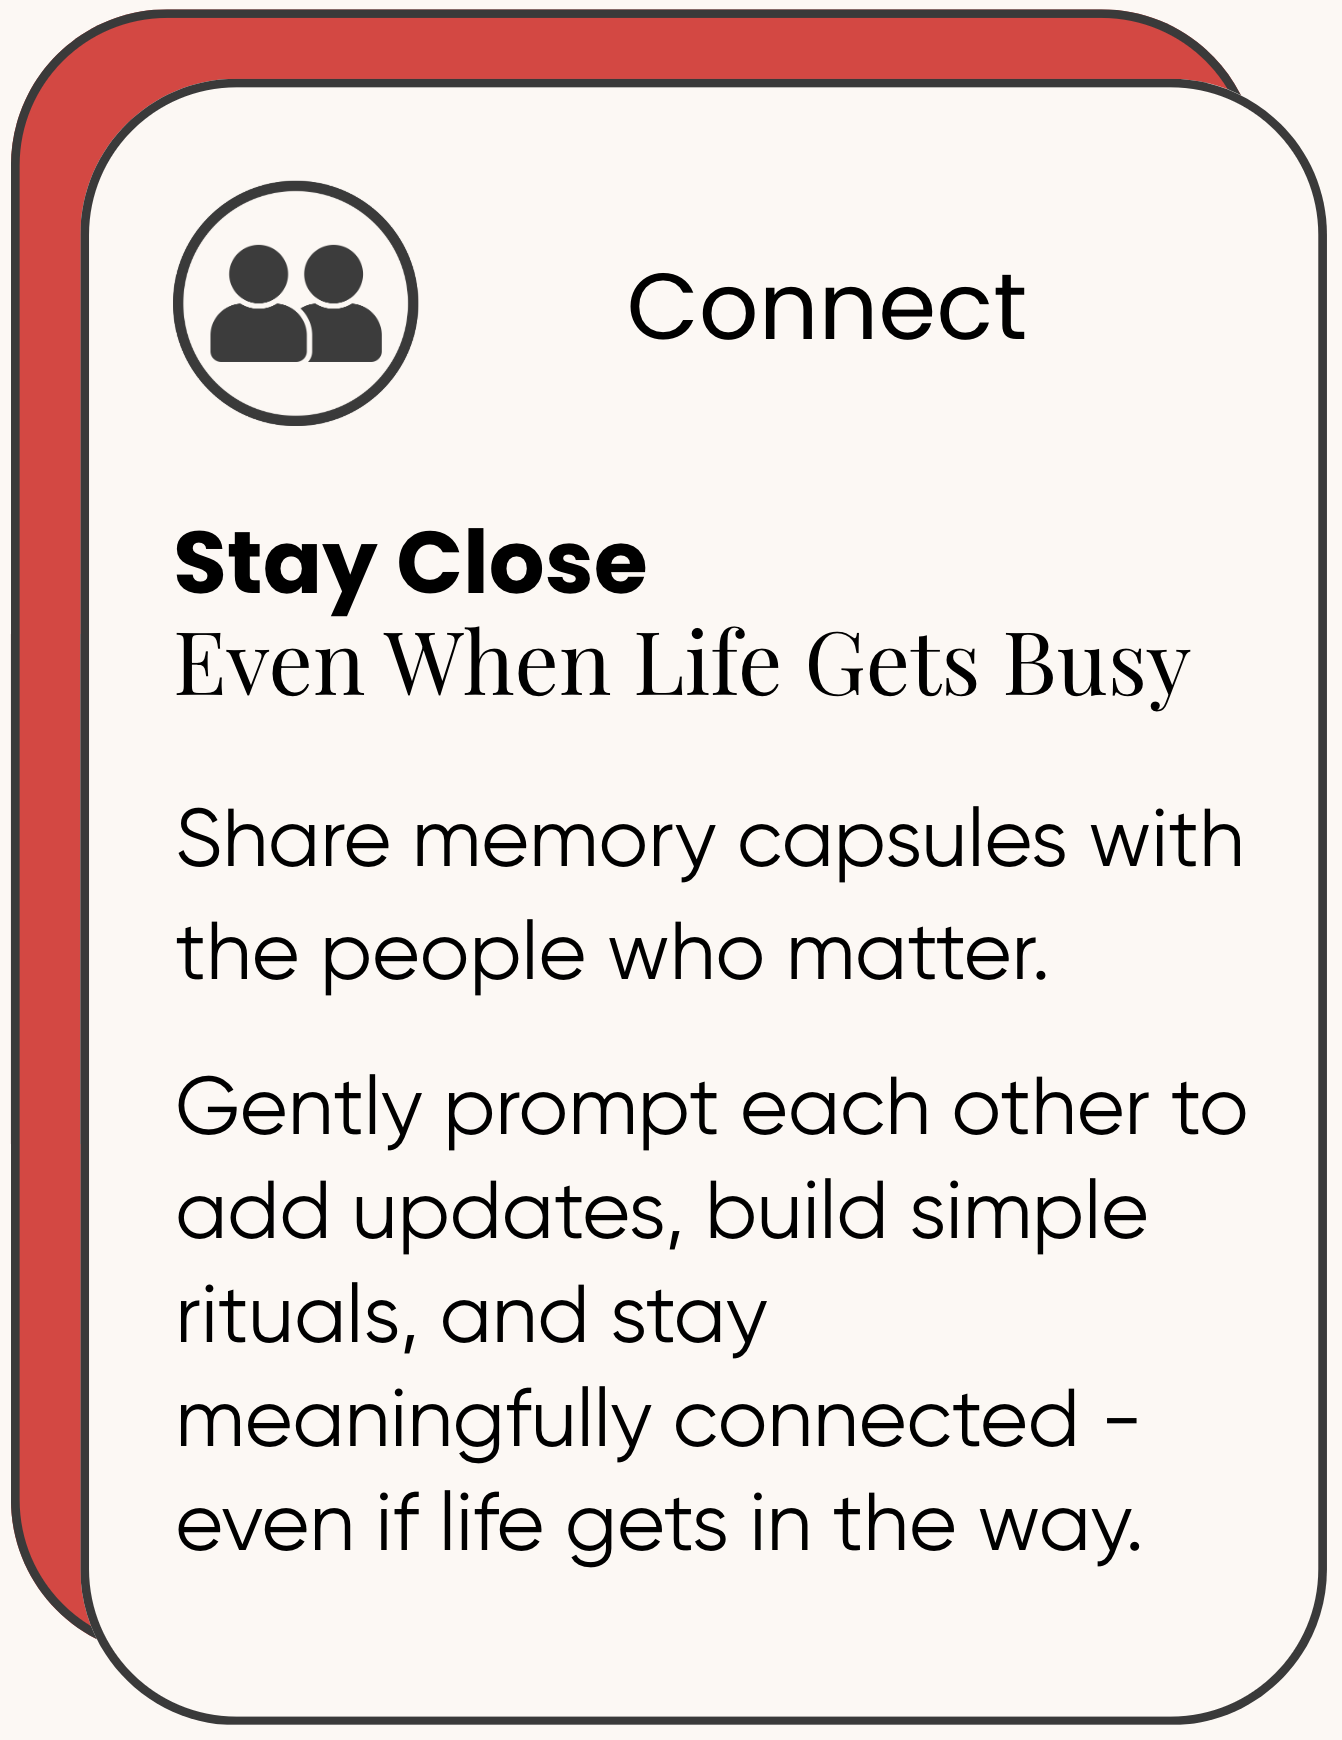 Connect
Stay Close
Even When Life Gets Busy
Share memory capsules with
the people who matter.
Gently prompt each other to
add updates, build simple
rituals, and stay
meaningfully connected -
even if life gets in the way.